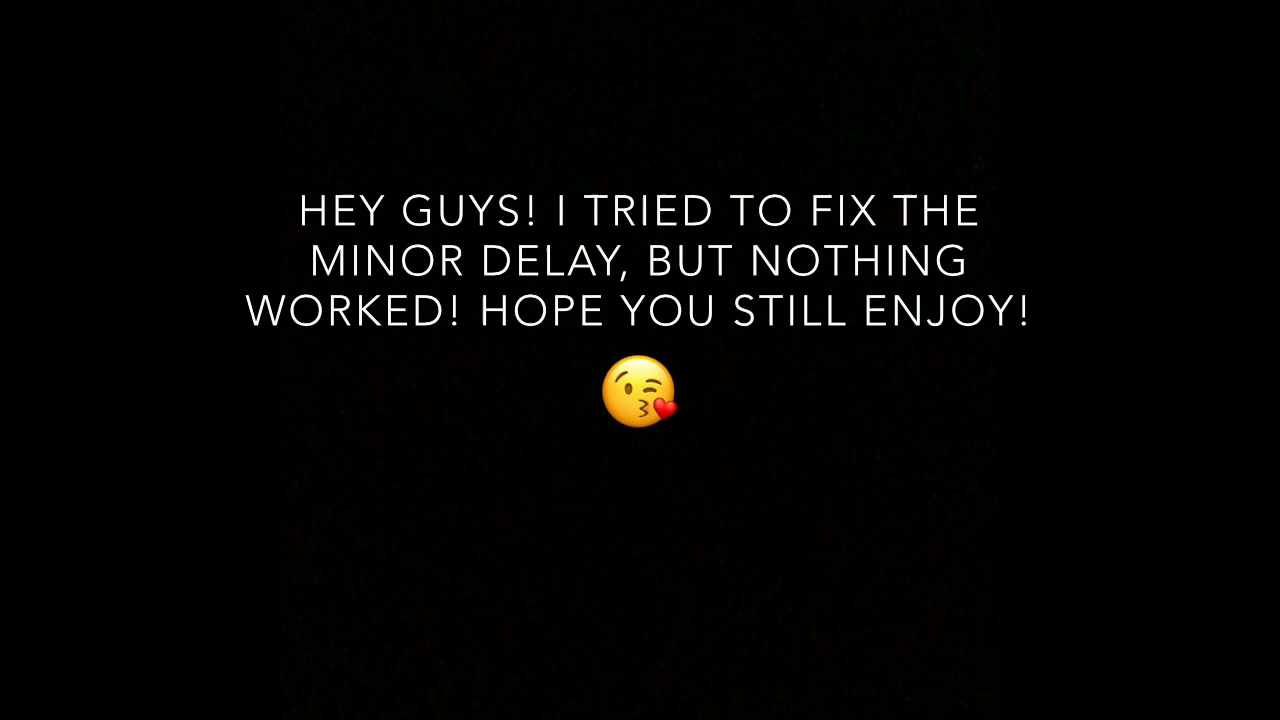 HEY GUYS! I TRIED TO FIX THE
MINOR DELAY, BUT NOTHING
WORKED! HOPE YOU STILL ENJOY!
😘